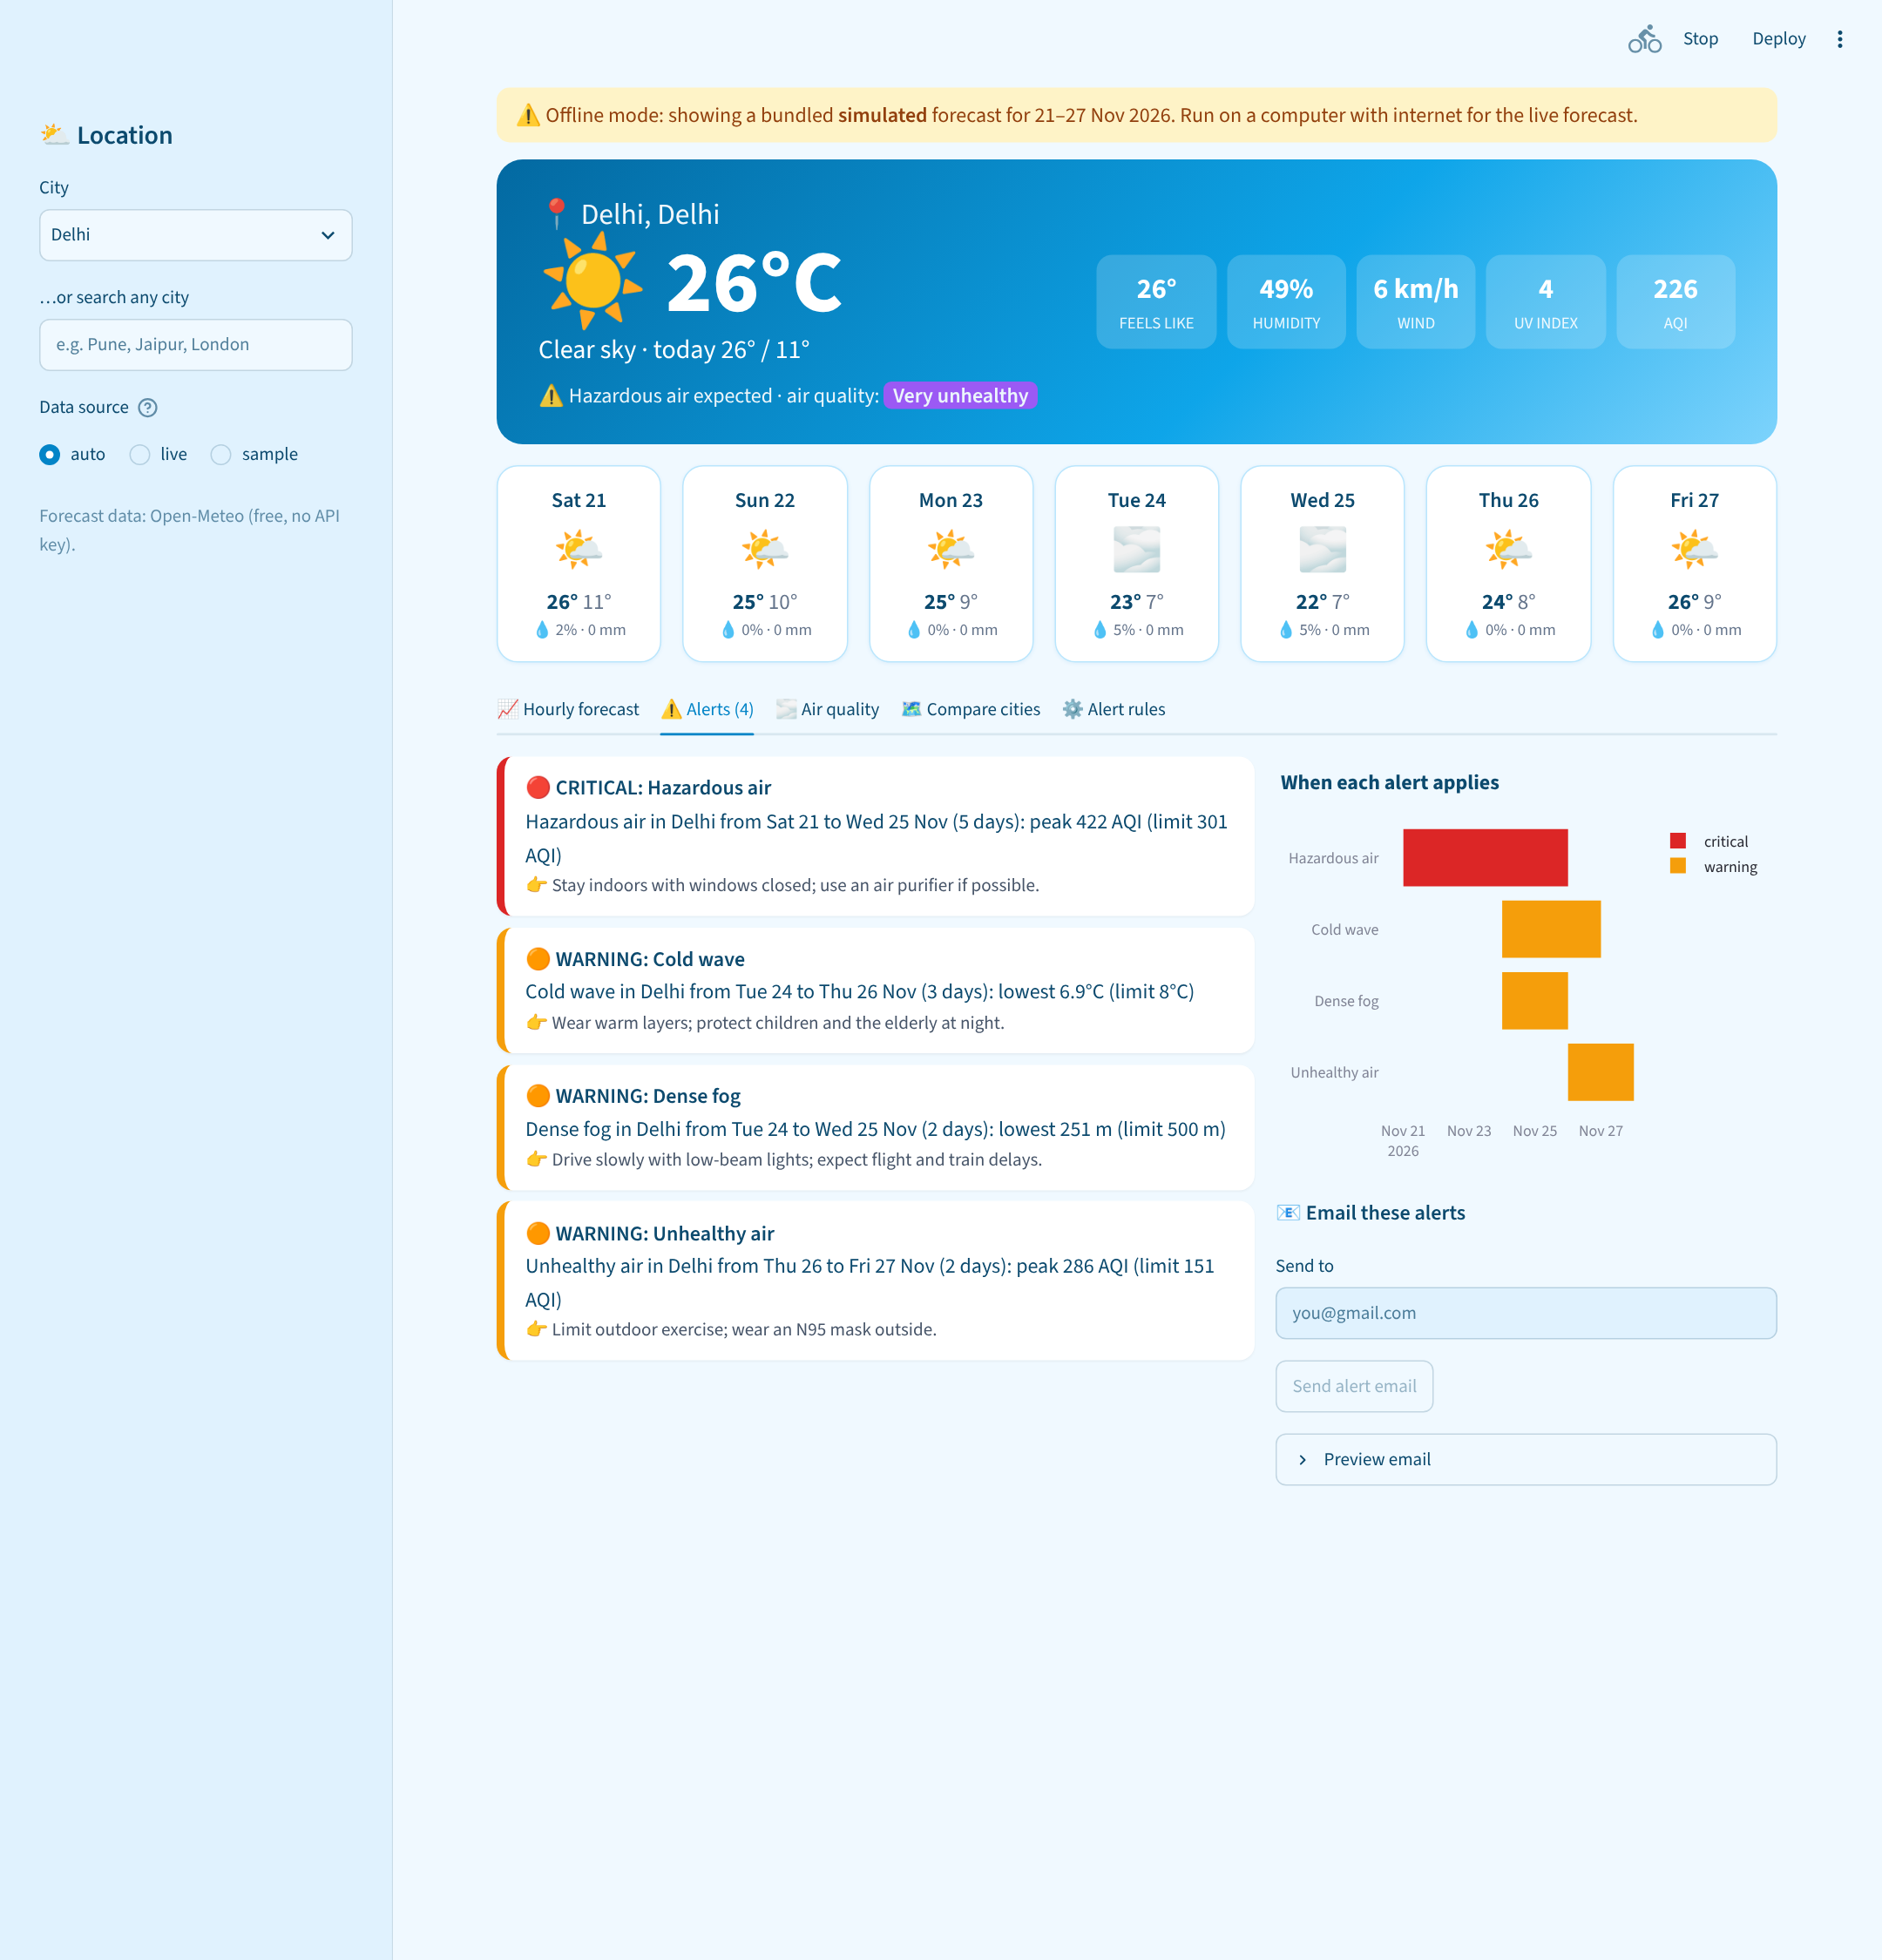 Stop
Deploy
⛅ Location
City
Delhi
…or search any city
e.g. Pune, Jaipur, London
Data source
auto
live
sample
Forecast data: Open-Meteo (free, no API
key).
⚠️ Offline mode: showing a bundled simulated forecast for 21–27 Nov 2026. Run on a computer with internet for the live forecast.
📍 Delhi, Delhi
☀️ 26°C
Clear sky · today 26° / 11°
⚠️ Hazardous air expected · air quality: Very unhealthy
26°
FEELS LIKE
49%
HUMIDITY
6 km/h
WIND
4
UV INDEX
226
AQI
Sat 21
26° 11°
💧 2% · 0 mm
Sun 22
25° 10°
💧 0% · 0 mm
Mon 23
25° 9°
💧 0% · 0 mm
Tue 24
23° 7°
💧 5% · 0 mm
Wed 25
22° 7°
💧 5% · 0 mm
Thu 26
24° 8°
💧 0% · 0 mm
Fri 27
26° 9°
💧 0% · 0 mm
📈 Hourly forecast
⚠️ Alerts (4)
🌫️ Air quality
🗺️ Compare cities
⚙️ Alert rules
🔴 CRITICAL: Hazardous air
Hazardous air in Delhi from Sat 21 to Wed 25 Nov (5 days): peak 422 AQI (limit 301
AQI)
👉 Stay indoors with windows closed; use an air purifier if possible.
🟠 WARNING: Cold wave
Cold wave in Delhi from Tue 24 to Thu 26 Nov (3 days): lowest 6.9°C (limit 8°C)
👉 Wear warm layers; protect children and the elderly at night.
🟠 WARNING: Dense fog
Dense fog in Delhi from Tue 24 to Wed 25 Nov (2 days): lowest 251 m (limit 500 m)
👉 Drive slowly with low-beam lights; expect flight and train delays.
🟠 WARNING: Unhealthy air
Unhealthy air in Delhi from Thu 26 to Fri 27 Nov (2 days): peak 286 AQI (limit 151
AQI)
👉 Limit outdoor exercise; wear an N95 mask outside.
When each alert applies
Hazardous air
Cold wave
Dense fog
Unhealthy air
critical
warning
Nov 21
2026
Nov 23
Nov 25
Nov 27
📧 Email these alerts
Send to
you@gmail.com
Send alert email
Preview email